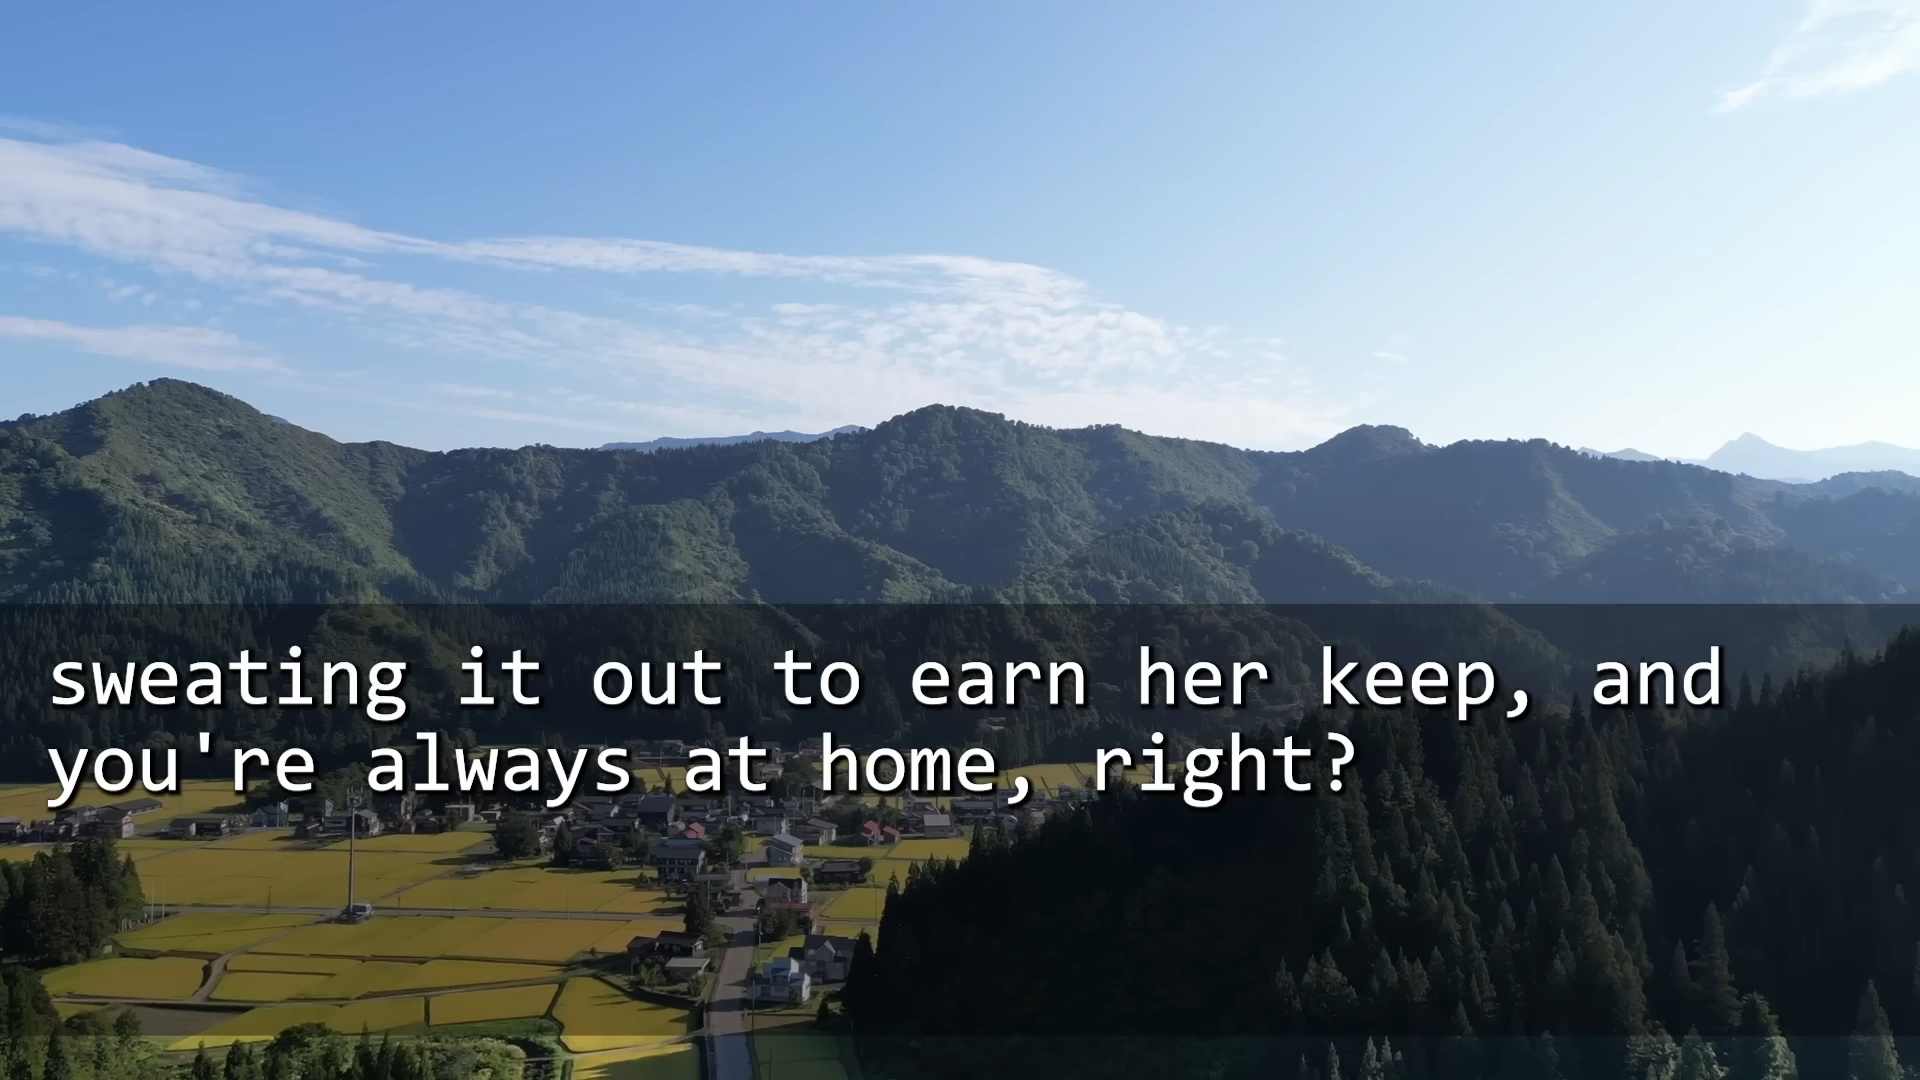 sweating it out to earn her keep, and
you're always at home, right?